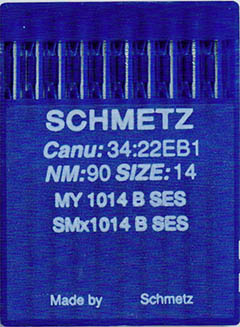 SCHMETZ
Canu: 34:22EB1
NM:90 SIZE:14
MY 1014 B SES
SMx1014 B SES
Made by Schmetz